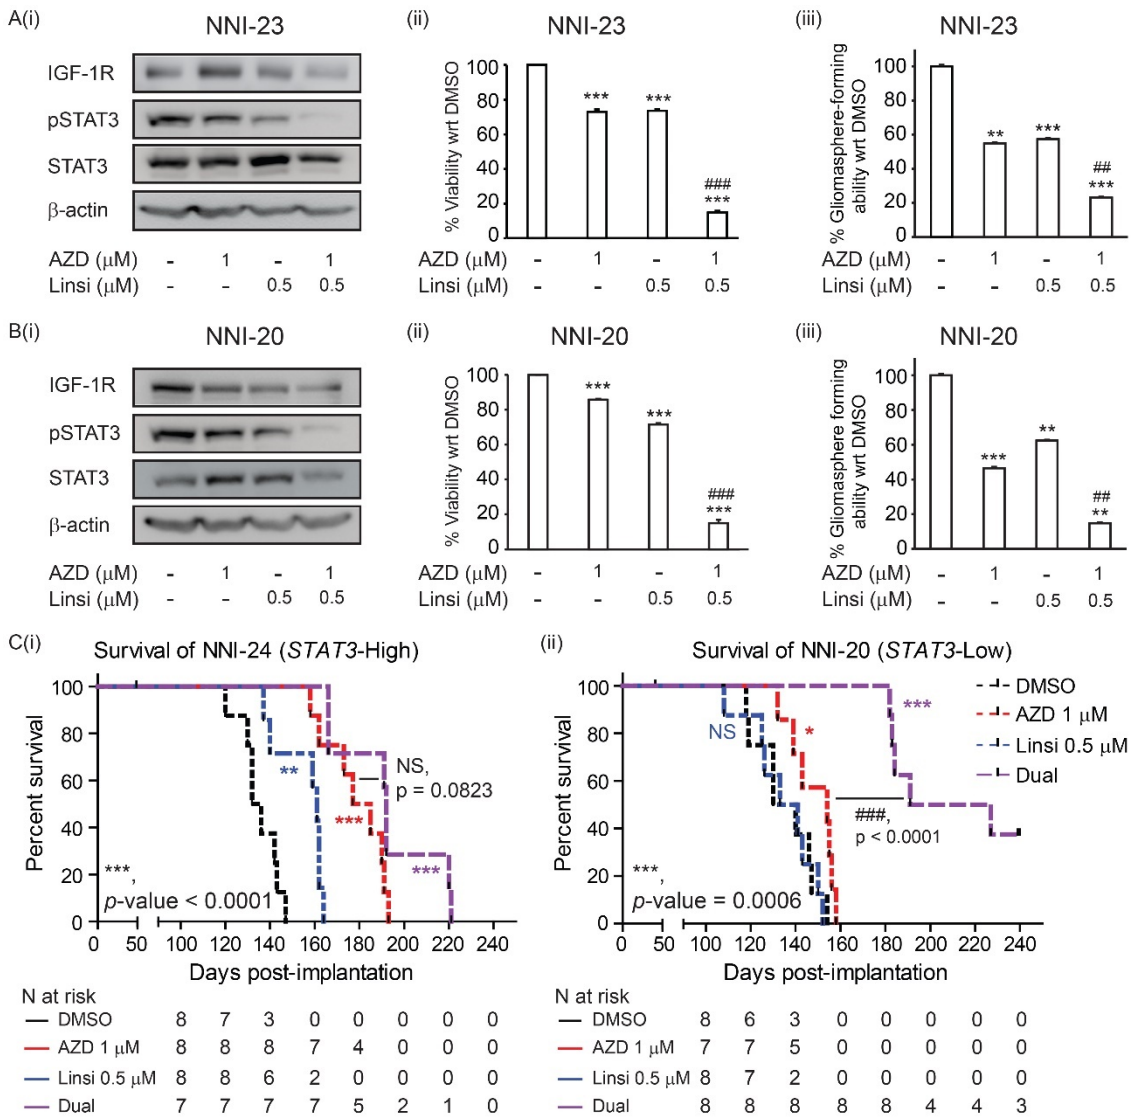 A(i) NNI-23
IGF-1R
pSTAT3
STAT3
β-actin
AZD (μM) - 1 - 1
Linsi (μM) - - 0.5 0.5
(ii) NNI-23
% Viability wrt DMSO
100
80
60
40
20
0
*** *** ### ***
AZD (μM) - 1 - 1
Linsi (μM) - - 0.5 0.5
(iii) NNI-23
% Gliomasphere-forming
ability wrt DMSO
100
80
60
40
20
0
** *** ## ***
AZD (μM) - 1 - 1
Linsi (μM) - - 0.5 0.5
B(i) NNI-20
IGF-1R
pSTAT3
STAT3
β-actin
AZD (μM) - 1 - 1
Linsi (μM) - - 0.5 0.5
(ii) NNI-20
% Viability wrt DMSO
100
80
60
40
20
0
*** *** ### ***
AZD (μM) - 1 - 1
Linsi (μM) - - 0.5 0.5
(iii) NNI-20
% Gliomasphere forming
ability wrt DMSO
100
80
60
40
20
0
*** ** ## **
AZD (μM) - 1 - 1
Linsi (μM) - - 0.5 0.5
C(i) Survival of NNI-24 (STAT3-High)
Percent survival
100
80
60
40
20
0
**
***
***
NS,
p = 0.0823
***,
p-value < 0.0001
0 50 100 120 140 160 180 200 220 240
Days post-implantation
N at risk
DMSO 8 7 3 0 0 0 0 0
AZD 1 μM 8 8 8 7 4 0 0 0
Linsi 0.5 μM 8 8 6 2 0 0 0 0
Dual 7 7 7 7 5 2 1 0
(ii) Survival of NNI-20 (STAT3-Low)
DMSO
AZD 1 μM
Linsi 0.5 μM
Dual
Percent survival
100
80
60
40
20
0
NS
*
***
###,
p < 0.0001
***,
p-value = 0.0006
0 50 100 120 140 160 180 200 220 240
Days post-implantation
N at risk
DMSO 8 6 3 0 0 0 0 0
AZD 1 μM 7 7 5 0 0 0 0 0
Linsi 0.5 μM 8 7 2 0 0 0 0 0
Dual 8 8 8 8 8 4 4 3